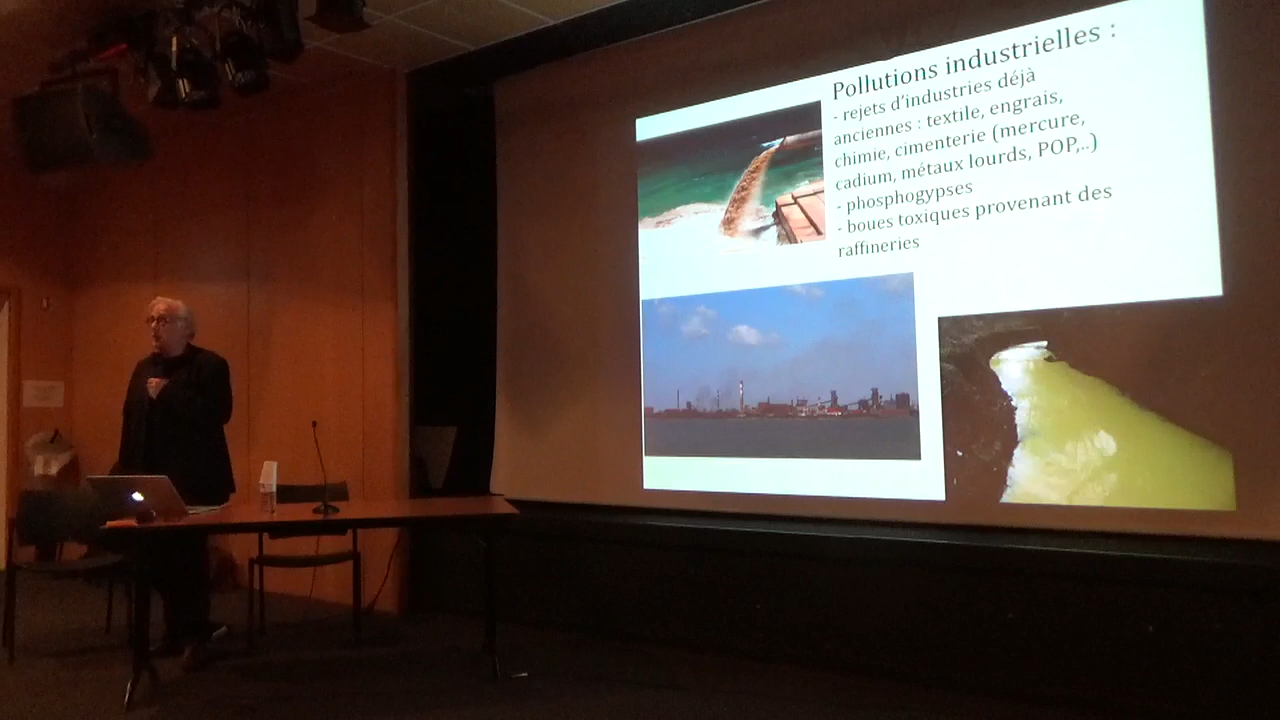 Pollutions industrielles :
- rejets d'industries déjà
anciennes : textile, engrais,
chimie, cimenterie (mercure,
cadium, métaux lourds, POP,..)
- phosphogypses
- boues toxiques provenant des
raffineries